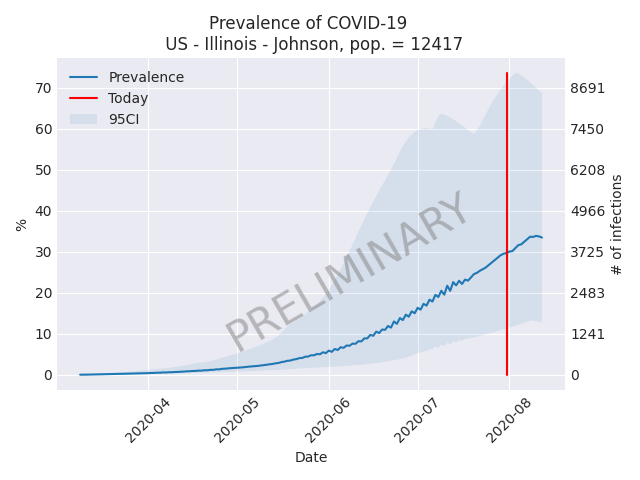 Prevalence of COVID-19
US - Illinois - Johnson, pop. = 12417
Prevalence
Today
95CI
PRELIMINARY
%
70
60
50
40
30
20
10
0
8691
7450
6208
4966
3725
2483
1241
0
# of infections
2020-04
2020-05
2020-06
2020-07
2020-08
Date